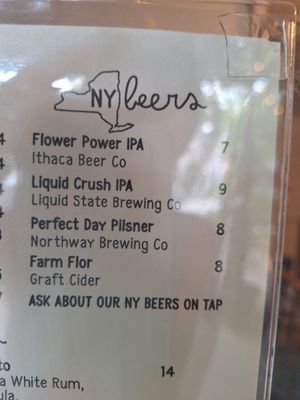 NY beers
Flower Power IPA 7
Ithaca Beer Co
Liquid Crush IPA 9
Liquid State Brewing Co
Perfect Day Pilsner 8
Northway Brewing Co
Farm Flor 8
Graft Cider
ASK ABOUT OUR NY BEERS ON TAP
14
White Rum,